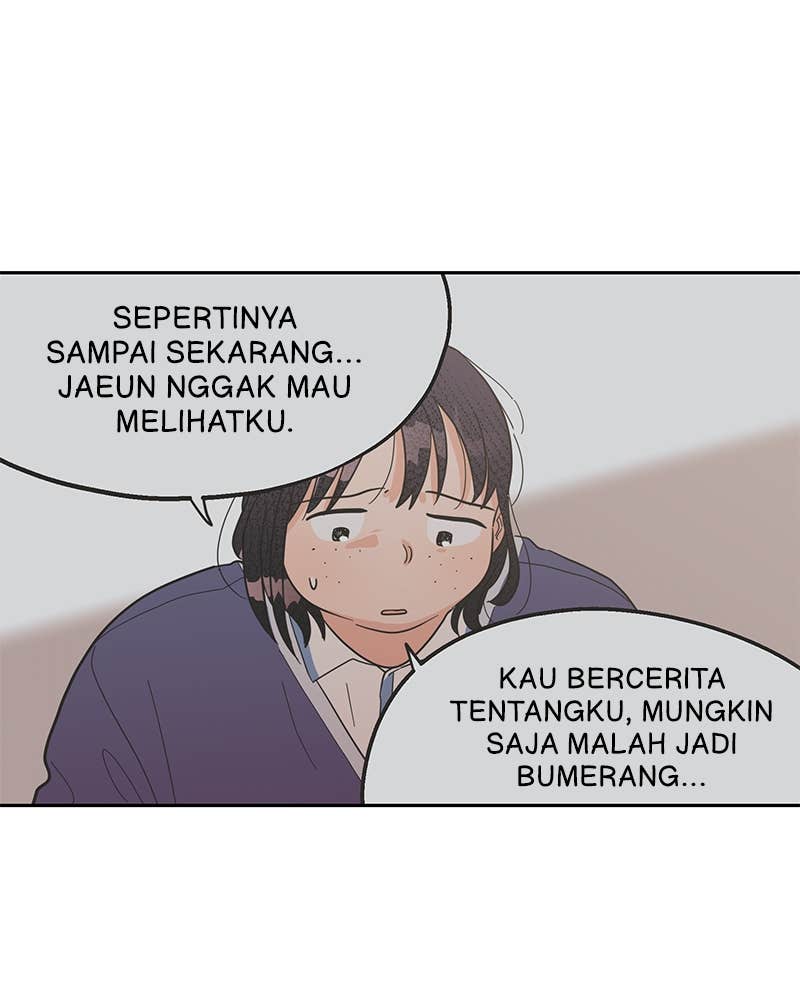 SEPERTINYA
SAMPAI SEKARANG...
JAEUN NGGAK MAU
MELIHATKU.
KAU BERCERITA
TENTANGKU, MUNGKIN
SAJA MALAH JADI
BUMERANG...